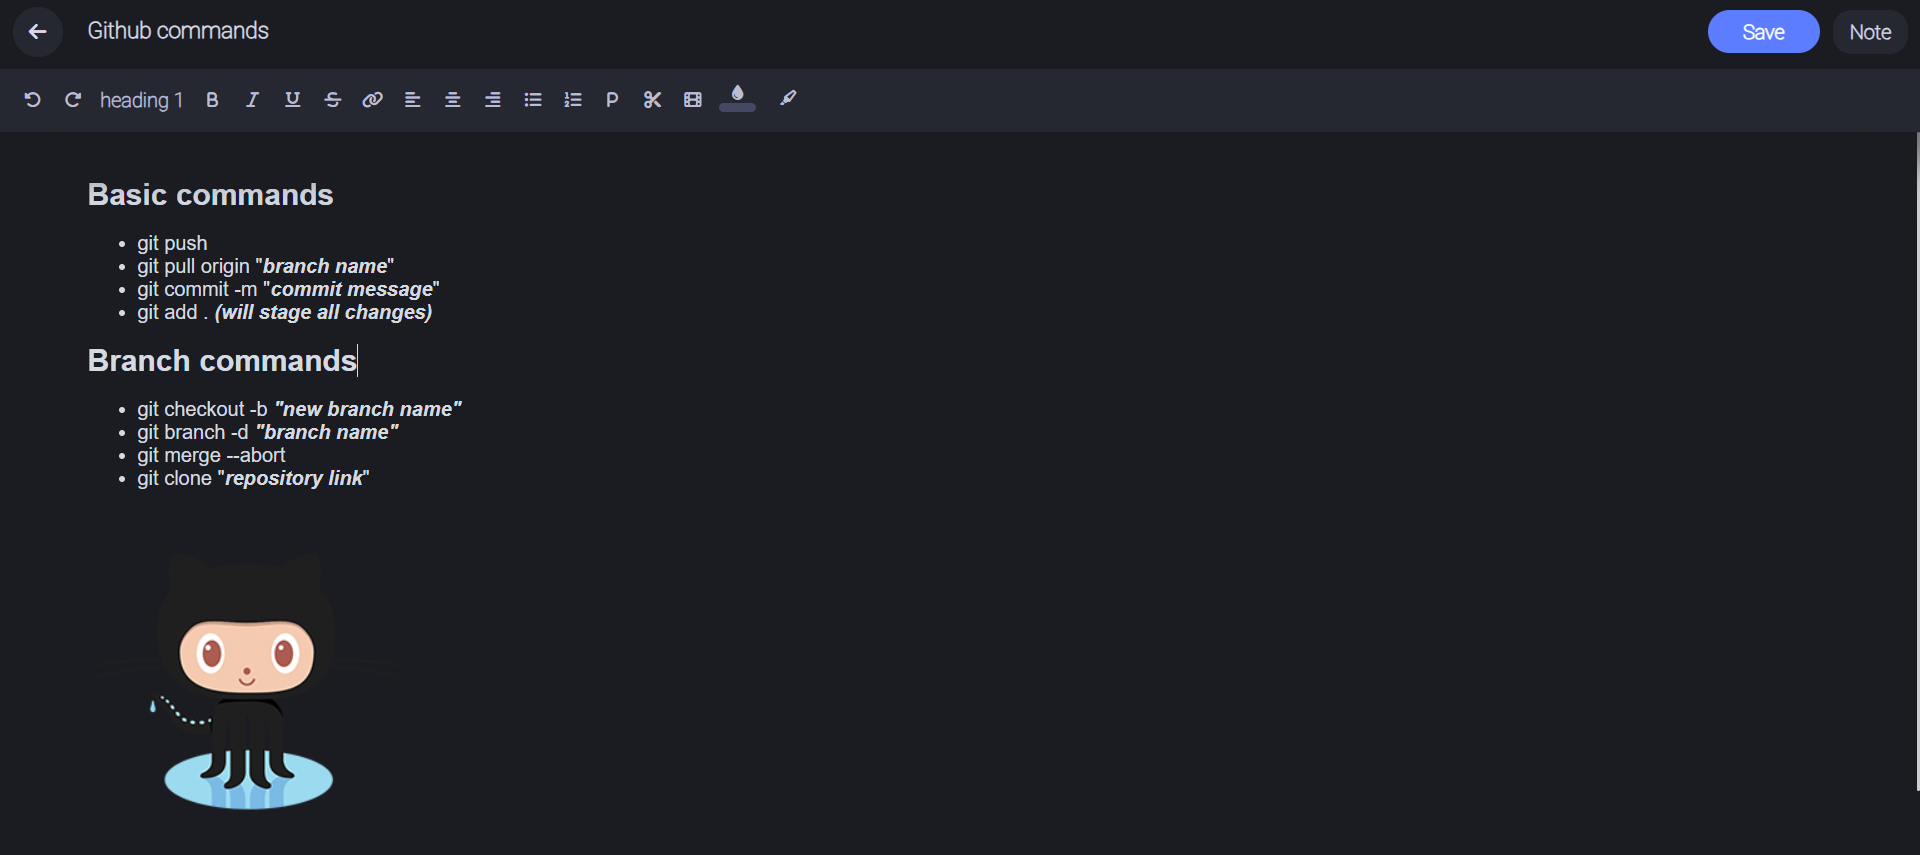 Github commands
Save
Note
heading 1
Basic commands
git push
git pull origin "branch name"
git commit -m "commit message"
git add . (will stage all changes)
Branch commands
git checkout -b "new branch name"
git branch -d "branch name"
git merge --abort
git clone "repository link"